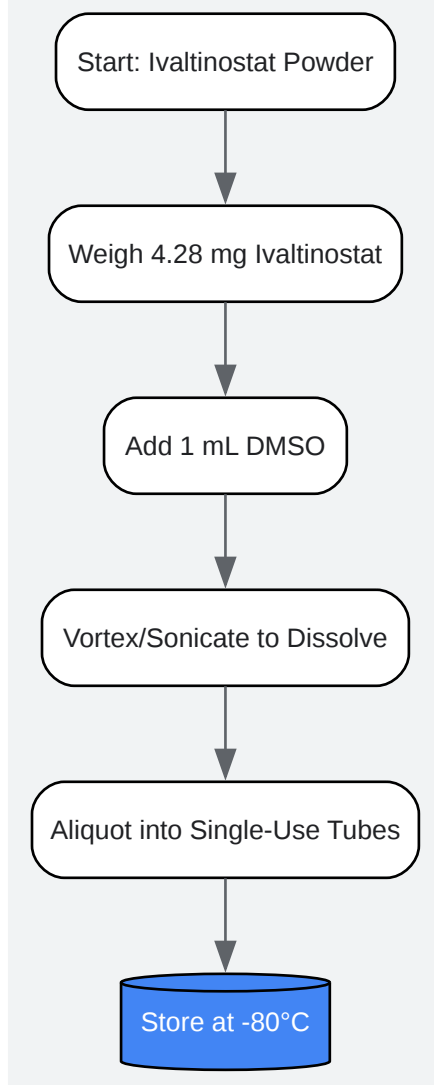 Start: Ivaltinostat Powder
Weigh 4.28 mg Ivaltinostat
Add 1 mL DMSO
Vortex/Sonicate to Dissolve
Aliquot into Single-Use Tubes
Store at -80°C